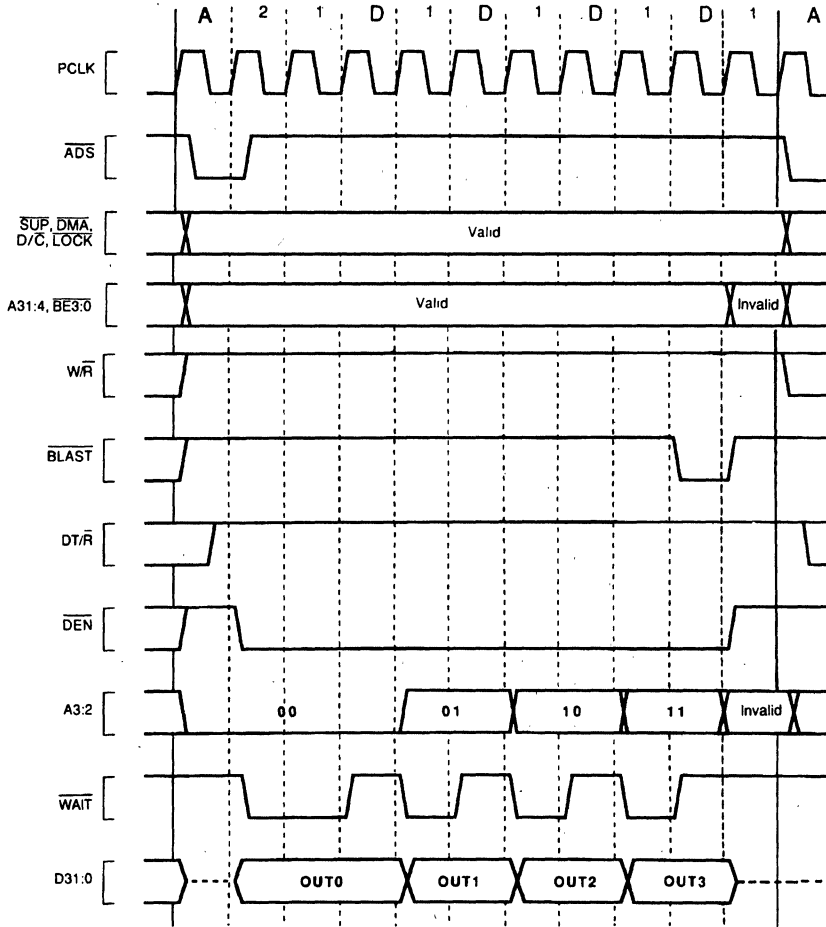 A 2 1 D 1 D 1 D 1 D 1 A
PCLK
ADS
SUP, DMA,
D/C, LOCK
Valid
A31:4, BE3:0
Valid
Invalid
W/R
BLAST
DT/R
DEN
A3:2
00
01
10
11
Invalid
WAIT
D31:0
OUT0
OUT1
OUT2
OUT3